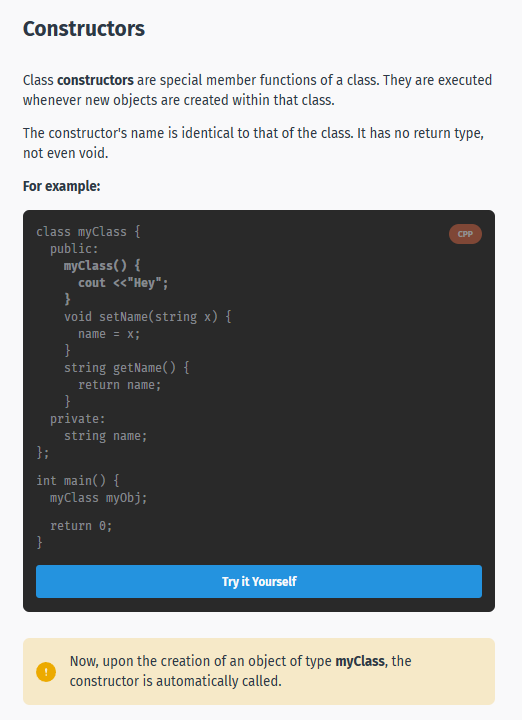 Constructors
Class constructors are special member functions of a class. They are executed
whenever new objects are created within that class.
The constructor's name is identical to that of the class. It has no return type,
not even void.
For example:
CPP
class myClass {
  public:
    myClass() {
      cout <<"Hey";
    }
    void setName(string x) {
      name = x;
    }
    string getName() {
      return name;
    }
  private:
    string name;
};
int main() {
  myClass myObj;
  return 0;
}
Try it Yourself
!
Now, upon the creation of an object of type myClass, the
constructor is automatically called.